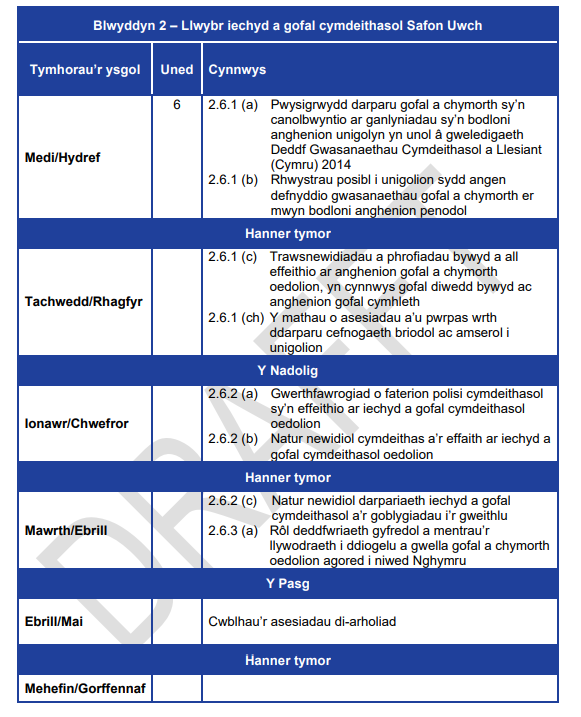 Blwyddyn 2 – Llwybr iechyd a gofal cymdeithasol Safon Uwch
Tymhorau'r ysgol Uned Cynnwys
Medi/Hydref
6
2.6.1 (a) Pwysigrwydd darparu gofal a chymorth sy'n
canolbwyntio ar ganlyniadau sy'n bodloni
anghenion unigolyn yn unol â gweledigaeth
Deddf Gwasanaethau Cymdeithasol a Llesiant
(Cymru) 2014
2.6.1 (b) Rhwystrau posibl i unigolion sydd angen
defnyddio gwasanaethau gofal a chymorth er
mwyn bodloni anghenion penodol
Hanner tymor
Tachwedd/Rhagfyr
2.6.1 (c) Trawsnewidiadau a phrofiadau bywyd a all
effeithio ar anghenion gofal a chymorth
oedolion, yn cynnwys gofal diwedd bywyd ac
anghenion gofal cymhleth
2.6.1 (ch) Y mathau o asesiadau a'u pwrpas wrth
ddarparu cefnogaeth briodol ac amserol i
unigolion
Y Nadolig
Ionawr/Chwefror
2.6.2 (a) Gwerthfawrogiad o faterion polisi cymdeithasol
sy'n effeithio ar iechyd a gofal cymdeithasol
oedolion
2.6.2 (b) Natur newidiol cymdeithas a'r effaith ar iechyd a
gofal cymdeithasol oedolion
Hanner tymor
Mawrth/Ebrill
2.6.2 (c) Natur newidiol darpariaeth iechyd a gofal
cymdeithasol a'r goblygiadau i'r gweithlu
2.6.3 (a) Rôl deddfwriaeth gyfredol a mentrau'r
llywodraeth i ddiogelu a gwella gofal a chymorth
oedolion agored i niwed Nghymru
Y Pasg
Ebrill/Mai
Cwblhau'r asesiadau di-arholiad
Hanner tymor
Mehefin/Gorffennaf
DRAFFT